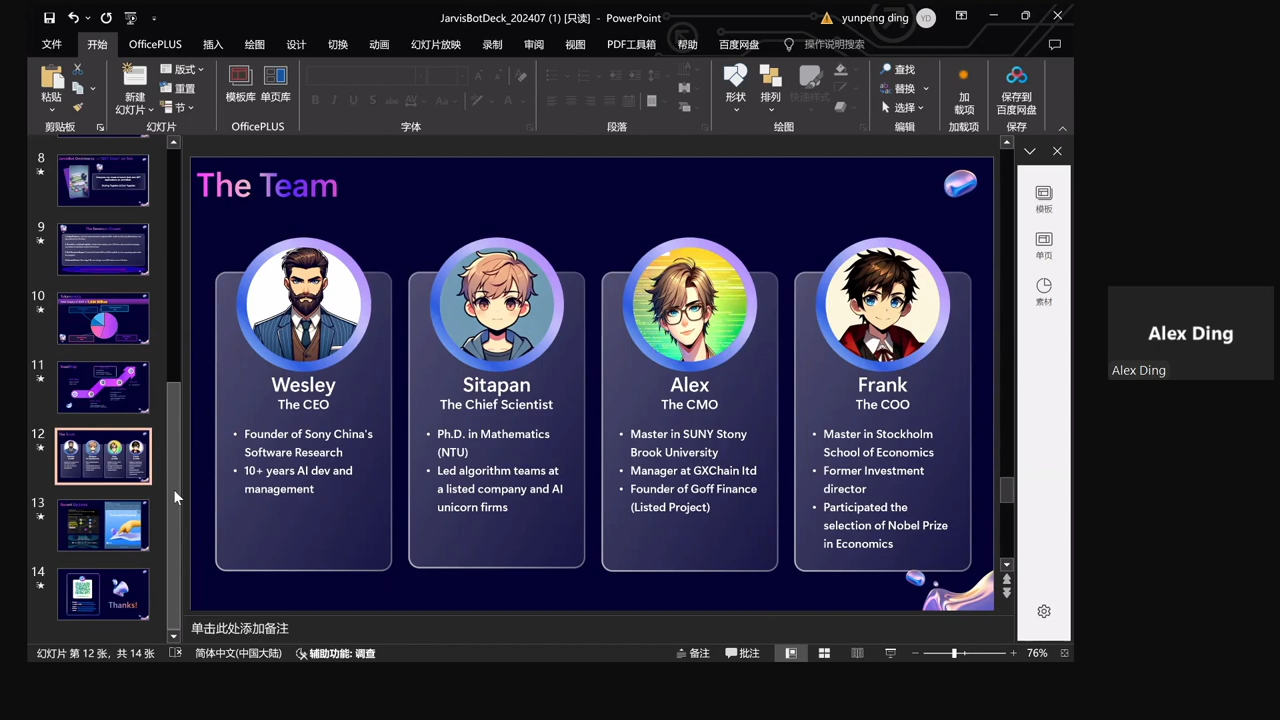 JarvisBotDeck_202407 (1) [只读] - PowerPoint
yunpeng ding
YD
文件 开始 OfficePLUS 插入 绘图 设计 切换 动画 幻灯片放映 录制 审阅 视图 PDF工具箱 帮助 百度网盘 操作说明搜索
粘贴
剪贴板
新建
幻灯片
版式
重置
节
幻灯片
模板库 单页库
OfficePLUS
字体
段落
形状
排列
快速样式
绘图
查找
替换
选择
编辑
加
载项
加载项
保存到
百度网盘
保存
8
9
10
11
12
13
14
Thanks!
The Team
Wesley
The CEO
• Founder of Sony China's
Software Research
• 10+ years AI dev and
management
Sitapan
The Chief Scientist
• Ph.D. in Mathematics
(NTU)
• Led algorithm teams at
a listed company and AI
unicorn firms
Alex
The CMO
• Master in SUNY Stony
Brook University
• Manager at GXChain ltd
• Founder of Goff Finance
(Listed Project)
Frank
The COO
• Master in Stockholm
School of Economics
• Former Investment
director
• Participated the
selection of Nobel Prize
in Economics
模板
单页
素材
Alex Ding
Alex Ding
单击此处添加备注
幻灯片 第 12 张，共 14 张 简体中文(中国大陆) 辅助功能: 调查 备注 批注 76%